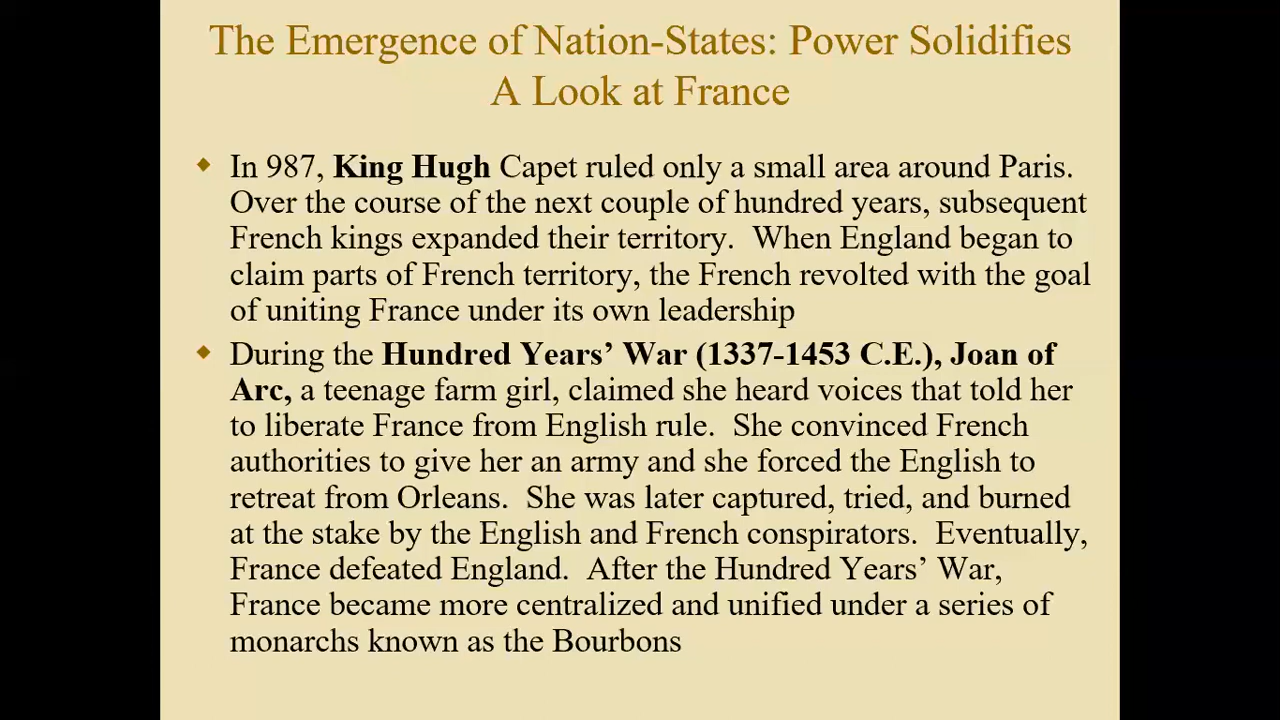 The Emergence of Nation-States: Power Solidifies
A Look at France
In 987, King Hugh Capet ruled only a small area around Paris.
Over the course of the next couple of hundred years, subsequent
French kings expanded their territory.  When England began to
claim parts of French territory, the French revolted with the goal
of uniting France under its own leadership
During the Hundred Years’ War (1337-1453 C.E.), Joan of
Arc, a teenage farm girl, claimed she heard voices that told her
to liberate France from English rule.  She convinced French
authorities to give her an army and she forced the English to
retreat from Orleans.  She was later captured, tried, and burned
at the stake by the English and French conspirators.  Eventually,
France defeated England.  After the Hundred Years’ War,
France became more centralized and unified under a series of
monarchs known as the Bourbons